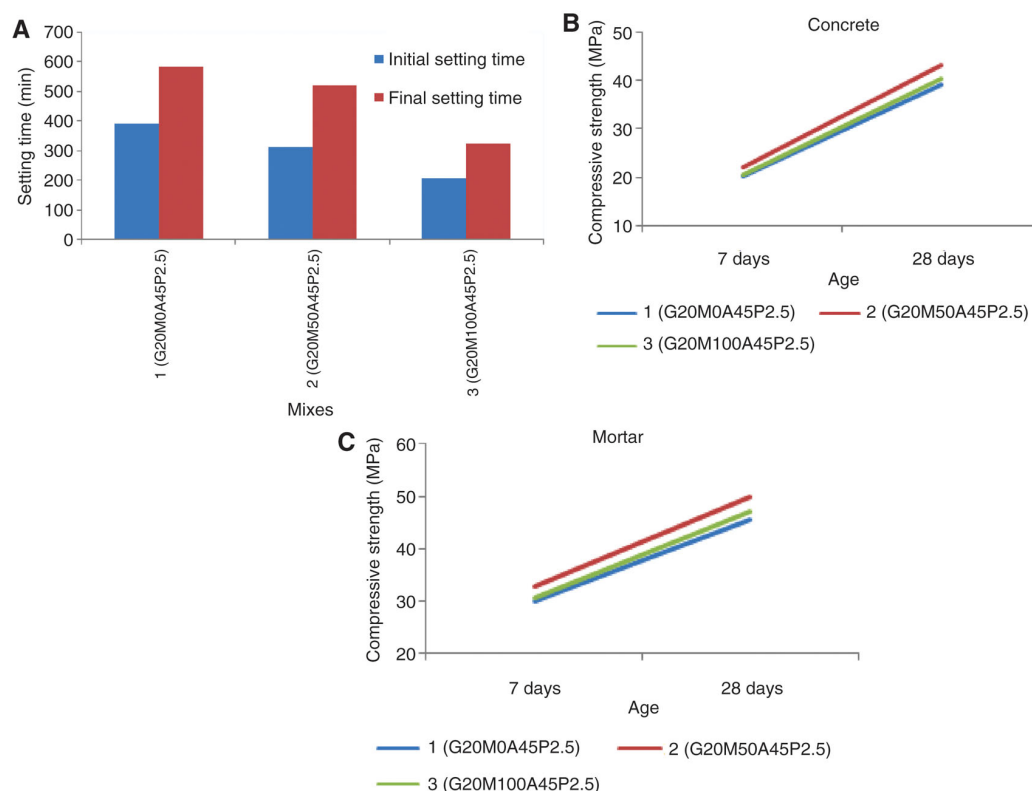 A
Setting time (min)
700
600
500
400
300
200
100
0
Initial setting time
Final setting time
1 (G20M0A45P2.5)
2 (G20M50A45P2.5)
3 (G20M100A45P2.5)
Mixes
B
Concrete
Compressive strength (MPa)
50
40
30
20
10
7 days
28 days
Age
1 (G20M0A45P2.5)
2 (G20M50A45P2.5)
3 (G20M100A45P2.5)
C
Mortar
Compressive strength (MPa)
60
50
40
30
20
7 days
28 days
Age
1 (G20M0A45P2.5)
2 (G20M50A45P2.5)
3 (G20M100A45P2.5)